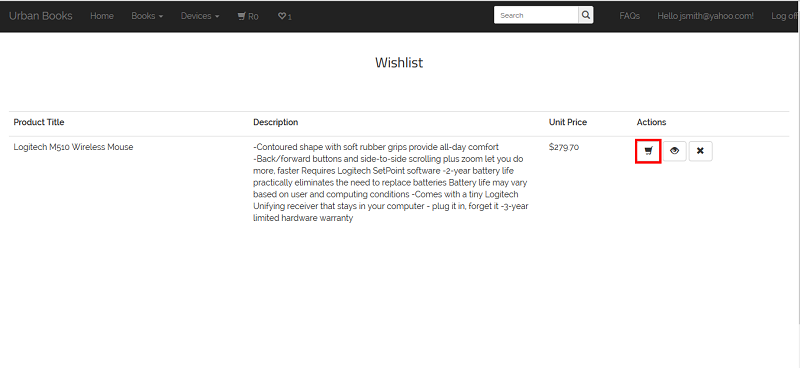 Urban Books Home Books Devices R0 1 Search FAQs Hello jsmith@yahoo.com! Log off
Wishlist
Product Title Description Unit Price Actions
Logitech M510 Wireless Mouse -Contoured shape with soft rubber grips provide all-day comfort $279.70
-Back/forward buttons and side-to-side scrolling plus zoom let you do
more, faster Requires Logitech SetPoint software -2-year battery life
practically eliminates the need to replace batteries Battery life may vary
based on user and computing conditions -Comes with a tiny Logitech
Unifying receiver that stays in your computer - plug it in, forget it -3-year
limited hardware warranty